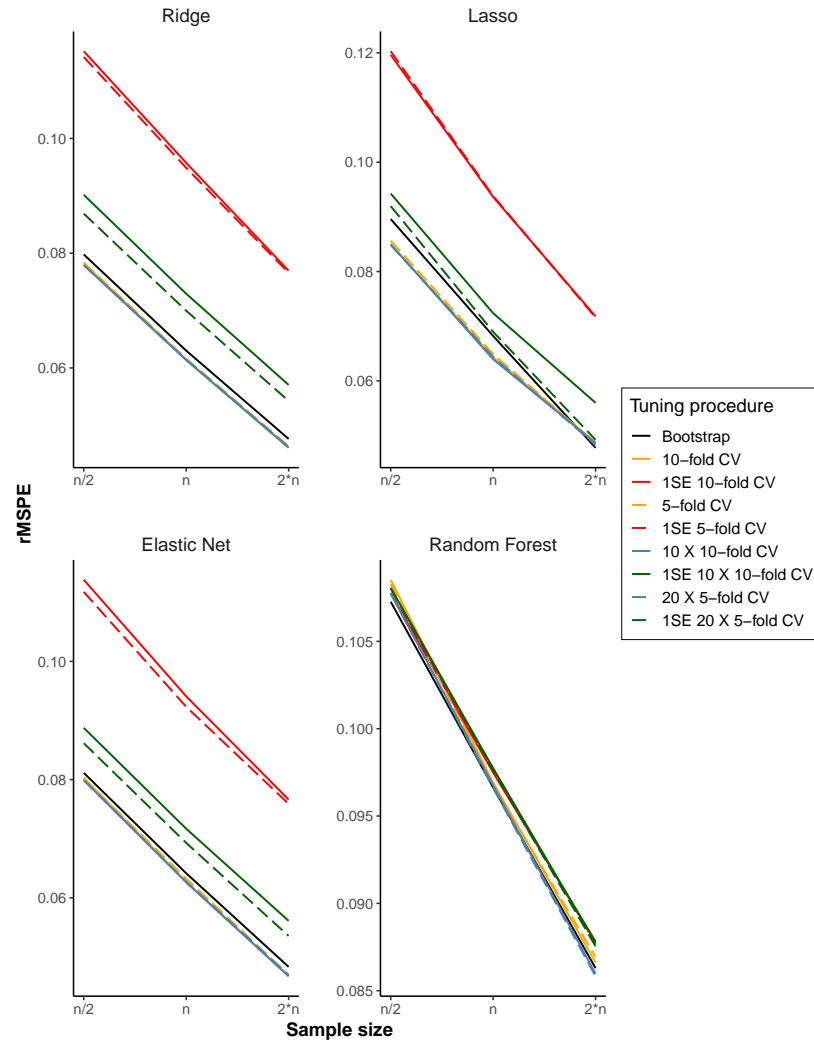 Ridge
Lasso
0.10
0.08
0.06
0.12
0.10
0.08
0.06
n/2
n
2*n
n/2
n
2*n
rMSPE
Elastic Net
Random Forest
0.10
0.08
0.06
0.105
0.100
0.095
0.090
0.085
n/2
n
2*n
n/2
n
2*n
Sample size
Tuning procedure
Bootstrap
10−fold CV
1SE 10−fold CV
5−fold CV
1SE 5−fold CV
10 X 10−fold CV
1SE 10 X 10−fold CV
20 X 5−fold CV
1SE 20 X 5−fold CV